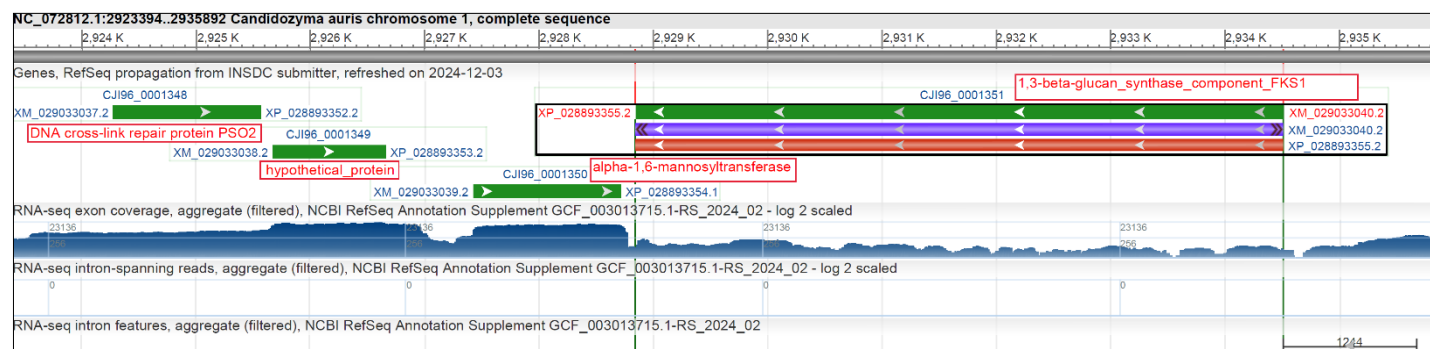 NC_072812.1:2923394..2935892 Candidozyma auris chromosome 1, complete sequence
2,924 K 2,925 K 2,926 K 2,927 K 2,928 K 2,929 K 2,930 K 2,931 K 2,932 K 2,933 K 2,934 K 2,935 K
Genes, RefSeq propagation from INSDC submitter, refreshed on 2024-12-03
1,3-beta-glucan_synthase_component_FKS1
CJI96_0001348 CJI96_0001351
XM_029033037.2 XP_028893352.2 XP_028893355.2 XM_029033040.2
DNA cross-link repair protein PSO2 CJI96_0001349 XM_029033040.2
XM_029033038.2 XP_028893353.2 XP_028893355.2
hypothetical_protein CJI96_0001350 alpha-1,6-mannosyltransferase
XM_029033039.2 XP_028893354.1
RNA-seq exon coverage, aggregate (filtered), NCBI RefSeq Annotation Supplement GCF_003013715.1-RS_2024_02 - log 2 scaled
23136 23136 23136 23136
256 256 256 256
RNA-seq intron-spanning reads, aggregate (filtered), NCBI RefSeq Annotation Supplement GCF_003013715.1-RS_2024_02 - log 2 scaled
0 0 0 0
RNA-seq intron features, aggregate (filtered), NCBI RefSeq Annotation Supplement GCF_003013715.1-RS_2024_02
1244